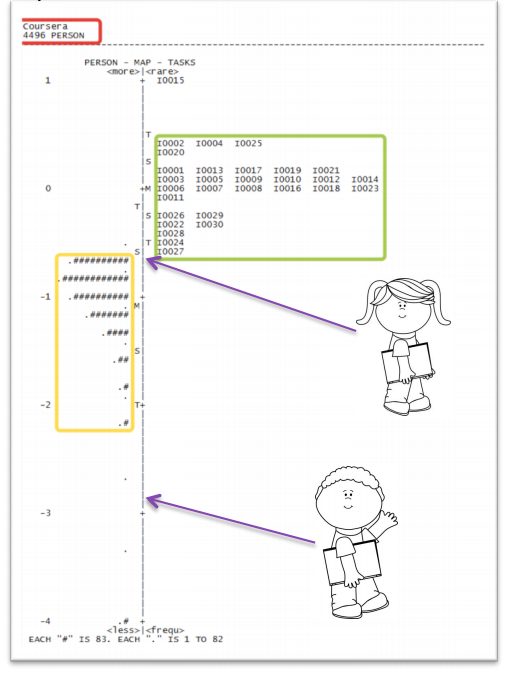 Coursera
4496 PERSON
PERSON - MAP - TASKS
<more>|<rare>
1 + I0015
T
I0002 I0004 I0025
I0020
S
I0001 I0013 I0017 I0019 I0021
I0003 I0005 I0009 I0010 I0012 I0014
0 +M I0006 I0007 I0008 I0016 I0018 I0023
I0011
T
S I0026 I0029
I0022 I0030
I0028
. T I0024
S I0027
.##########
.
.############
.
-1 .########## +
. M
.#######
.####
.
S
.##
.#
.
-2 T+
.#
.
-3 +
.
-4 .# +
<less>|<frequ>
EACH "#" IS 83. EACH "." IS 1 TO 82